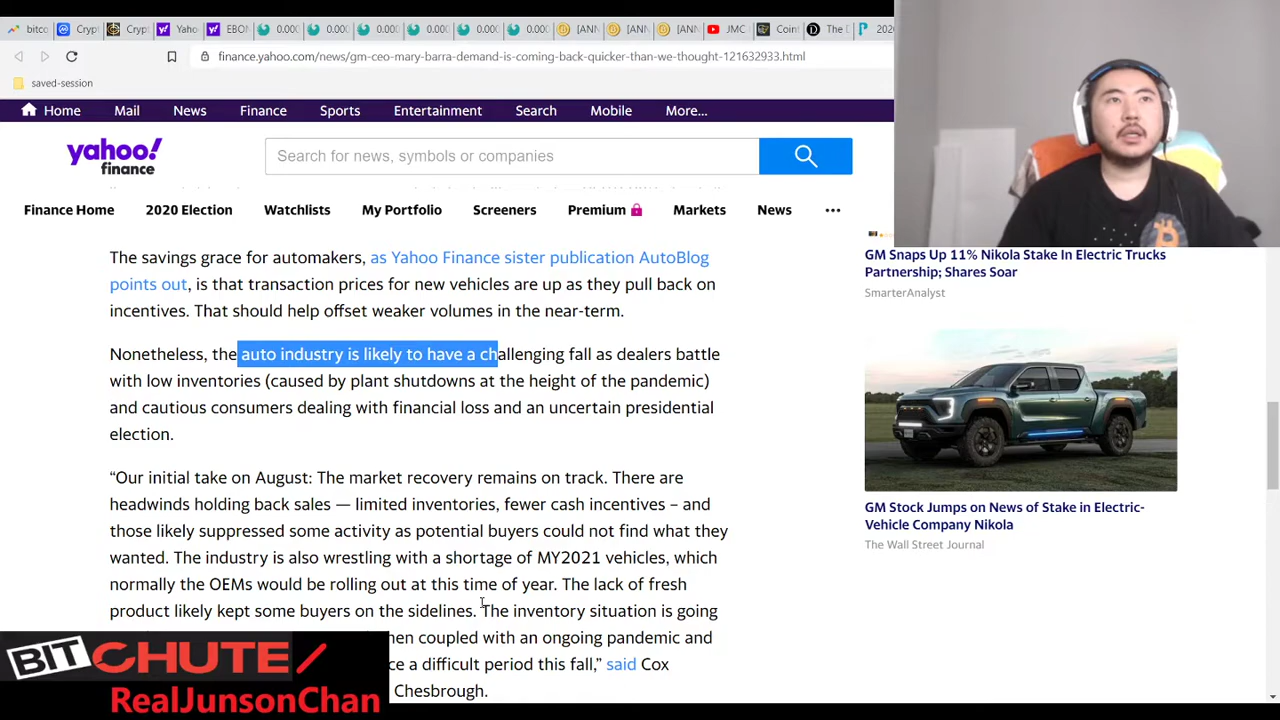 bitco
Cryp
Cryp
Yaho
EBO
0.000
0.00
0.00
0.00
0.00
0.00
[ANN
[ANN
[ANN
JMC
Coin
The D
202
finance.yahoo.com/news/gm-ceo-mary-barra-demand-is-coming-back-quicker-than-we-thought-121632933.html
saved-session
Home Mail News Finance Sports Entertainment Search Mobile More...
yahoo!
finance
Search for news, symbols or companies
Finance Home 2020 Election Watchlists My Portfolio Screeners Premium Markets News
The savings grace for automakers, as Yahoo Finance sister publication AutoBlog
points out, is that transaction prices for new vehicles are up as they pull back on
incentives. That should help offset weaker volumes in the near-term.
Nonetheless, the auto industry is likely to have a challenging fall as dealers battle
with low inventories (caused by plant shutdowns at the height of the pandemic)
and cautious consumers dealing with financial loss and an uncertain presidential
election.
“Our initial take on August: The market recovery remains on track. There are
headwinds holding back sales — limited inventories, fewer cash incentives – and
those likely suppressed some activity as potential buyers could not find what they
wanted. The industry is also wrestling with a shortage of MY2021 vehicles, which
normally the OEMs would be rolling out at this time of year. The lack of fresh
product likely kept some buyers on the sidelines. The inventory situation is going
hen coupled with an ongoing pandemic and
ce a difficult period this fall,” said Cox
Chesbrough.
GM Snaps Up 11% Nikola Stake In Electric Trucks
Partnership; Shares Soar
SmarterAnalyst
GM Stock Jumps on News of Stake in Electric-
Vehicle Company Nikola
The Wall Street Journal
BITCHUTE
RealJunsonChan